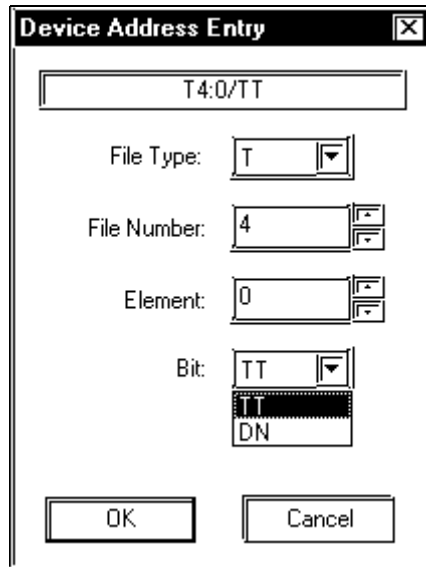 Device Address Entry
T4:0/TT
File Type: T
File Number: 4
Element: 0
Bit: TT
TT
DN
OK Cancel